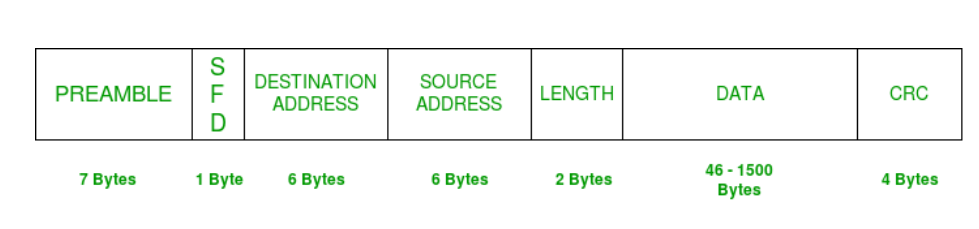 PREAMBLE
S
F
D
DESTINATION
ADDRESS
SOURCE
ADDRESS
LENGTH
DATA
CRC
7 Bytes
1 Byte
6 Bytes
6 Bytes
2 Bytes
46 - 1500
Bytes
4 Bytes